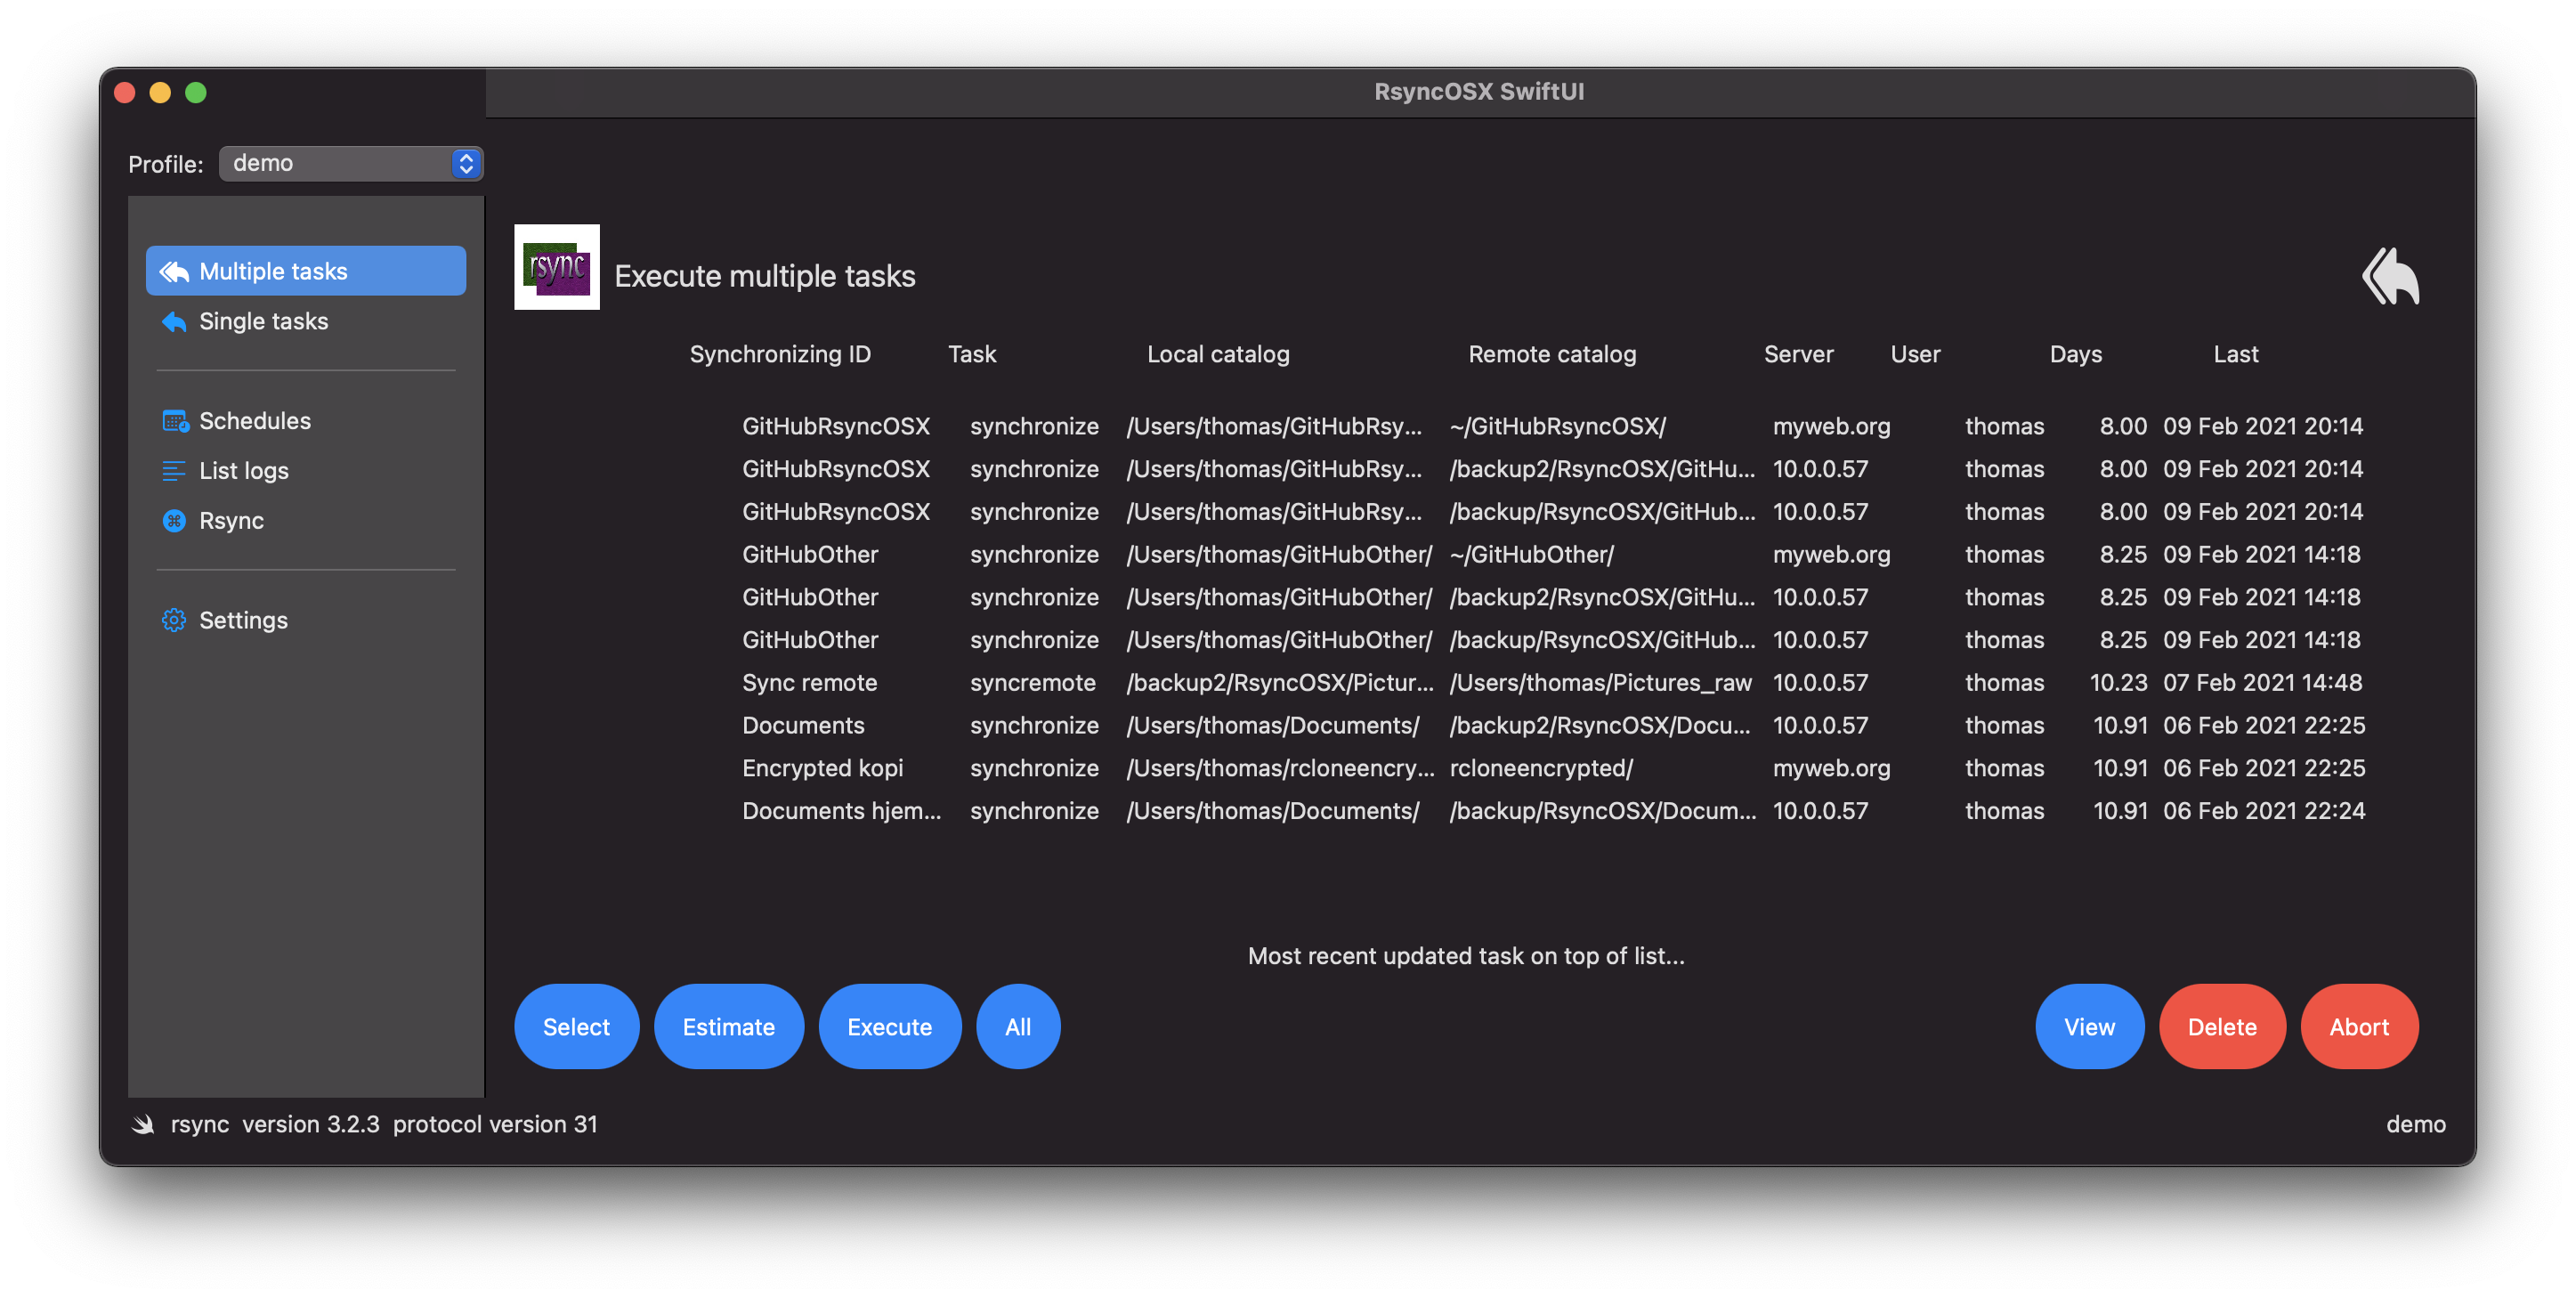 RsyncOSX SwiftUI
Profile: demo
Multiple tasks
Single tasks
Schedules
List logs
Rsync
Settings
rsync
Execute multiple tasks
Synchronizing ID Task Local catalog Remote catalog Server User Days Last
GitHubRsyncOSX synchronize /Users/thomas/GitHubRsy... ~/GitHubRsyncOSX/ myweb.org thomas 8.00 09 Feb 2021 20:14
GitHubRsyncOSX synchronize /Users/thomas/GitHubRsy... /backup2/RsyncOSX/GitHu... 10.0.0.57 thomas 8.00 09 Feb 2021 20:14
GitHubRsyncOSX synchronize /Users/thomas/GitHubRsy... /backup/RsyncOSX/GitHub... 10.0.0.57 thomas 8.00 09 Feb 2021 20:14
GitHubOther synchronize /Users/thomas/GitHubOther/ ~/GitHubOther/ myweb.org thomas 8.25 09 Feb 2021 14:18
GitHubOther synchronize /Users/thomas/GitHubOther/ /backup2/RsyncOSX/GitHu... 10.0.0.57 thomas 8.25 09 Feb 2021 14:18
GitHubOther synchronize /Users/thomas/GitHubOther/ /backup/RsyncOSX/GitHub... 10.0.0.57 thomas 8.25 09 Feb 2021 14:18
Sync remote syncremote /backup2/RsyncOSX/Pictur... /Users/thomas/Pictures_raw 10.0.0.57 thomas 10.23 07 Feb 2021 14:48
Documents synchronize /Users/thomas/Documents/ /backup2/RsyncOSX/Docu... 10.0.0.57 thomas 10.91 06 Feb 2021 22:25
Encrypted kopi synchronize /Users/thomas/rcloneencry... rcloneencrypted/ myweb.org thomas 10.91 06 Feb 2021 22:25
Documents hjem... synchronize /Users/thomas/Documents/ /backup/RsyncOSX/Docum... 10.0.0.57 thomas 10.91 06 Feb 2021 22:24
Most recent updated task on top of list...
Select Estimate Execute All View Delete Abort
rsync version 3.2.3 protocol version 31 demo